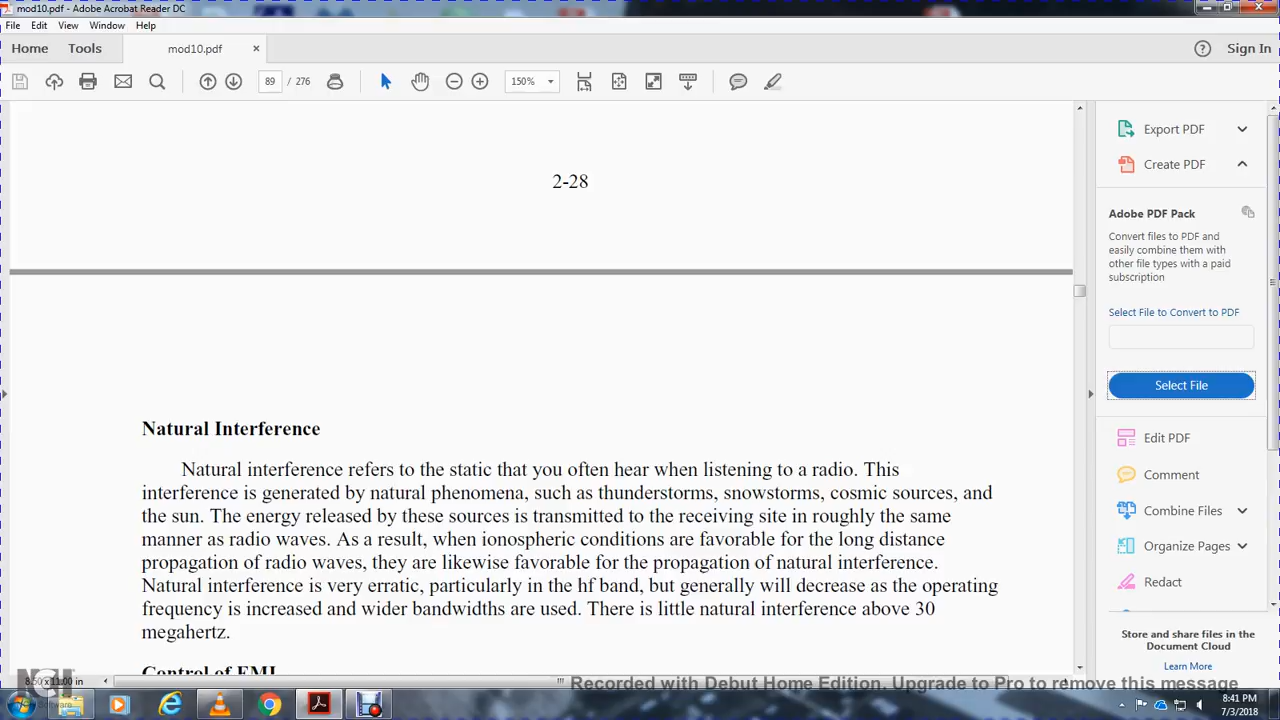 mod10.pdf - Adobe Acrobat Reader DC
File Edit View Window Help
Home Tools mod10.pdf × ? Sign In
89 / 276 150%
2-28
Natural Interference
Natural interference refers to the static that you often hear when listening to a radio. This
interference is generated by natural phenomena, such as thunderstorms, snowstorms, cosmic sources, and
the sun. The energy released by these sources is transmitted to the receiving site in roughly the same
manner as radio waves. As a result, when ionospheric conditions are favorable for the long distance
propagation of radio waves, they are likewise favorable for the propagation of natural interference.
Natural interference is very erratic, particularly in the hf band, but generally will decrease as the operating
frequency is increased and wider bandwidths are used. There is little natural interference above 30
megahertz.
Control of EMI
Export PDF
Create PDF
Adobe PDF Pack
Convert files to PDF and
easily combine them with
other file types with a paid
subscription
Select File to Convert to PDF
Select File
Edit PDF
Comment
Combine Files
Organize Pages
Redact
Store and share files in the
Document Cloud
Learn More
8.50 x 11.00 in
NCH
Software
Recorded with Debut Home Edition. Upgrade to Pro to remove this message
8:41 PM
7/3/2018